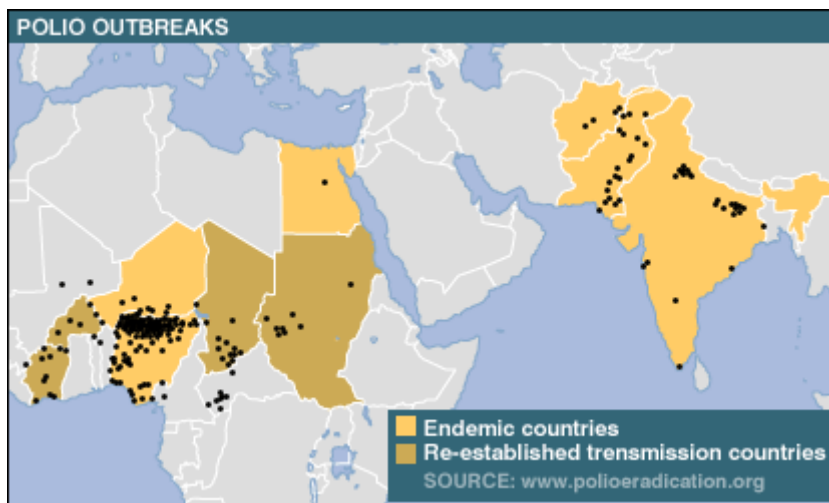 POLIO OUTBREAKS
Endemic countries
Re-established trensmission countries
SOURCE: www.polioeradication.org